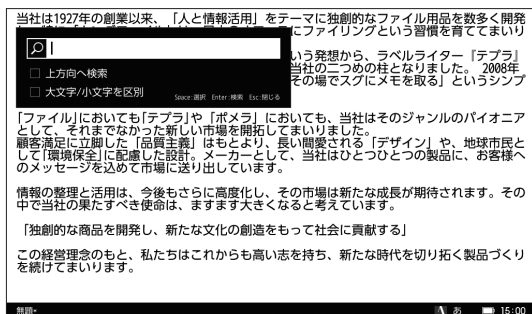 当社は1927年の創業以来、「人と情報活用」をテーマに独創的なファイル用品を数多く開発
にファイリングという習慣を育ててまいり
いう発想から、ラベルライター『テプラ』
当社の二つめの柱となりました。 2008年
その場でスグにメモを取る」というシンプ
上方向へ検索
大文字/小文字を区別
Space:選択 Enter:検索 Esc:閉じる
「ファイル」においても「テプラ」や「ポメラ」においても、当社はそのジャンルのパイオニア
として、それまでなかった新しい市場を開拓してまいりました。
顧客満足に立脚した「品質主義」はもとより、長い間愛される「デザイン」や、地球市民と
して「環境保全」に配慮した設計。メーカーとして、当社はひとつひとつの製品に、お客様へ
のメッセージを込めて市場に送り出しています。
情報の整理と活用は、今後もさらに高度化し、その市場は新たな成長が期待されます。その
中で当社の果たすべき使命は、ますます大きくなると考えています。
「独創的な商品を開発し、新たな文化の創造をもって社会に貢献する」
この経営理念のもと、私たちはこれからも高い志を持ち、新たな時代を切り拓く製品づくり
を続けてまいります。
無題*
A あ 15:00